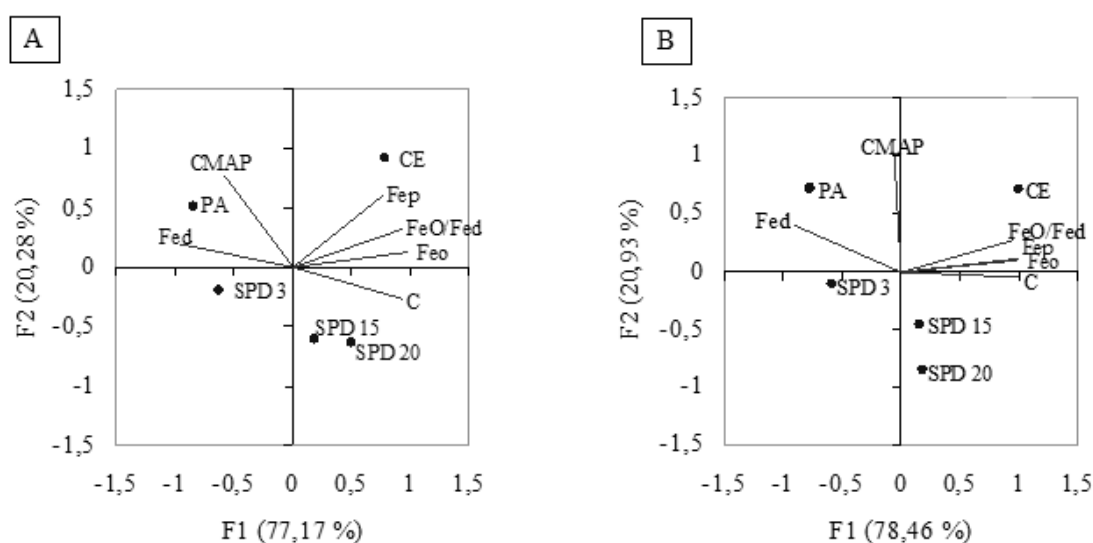 A
F2 (20,28 %)
1,5
1
0,5
0
-0,5
-1
-1,5
CMAP
CE
PA
Fep
Fed
FeO/Fed
Feo
SPD 3
C
SPD 15
SPD 20
-1,5 -1 -0,5 0 0,5 1 1,5
F1 (77,17 %)
B
F2 (20,93 %)
1,5
1
0,5
0
-0,5
-1
-1,5
CMAP
PA
CE
Fed
FeO/Fed
Fep
Feo
SPD 3
C
SPD 15
SPD 20
-1,5 -1 -0,5 0 0,5 1 1,5
F1 (78,46 %)